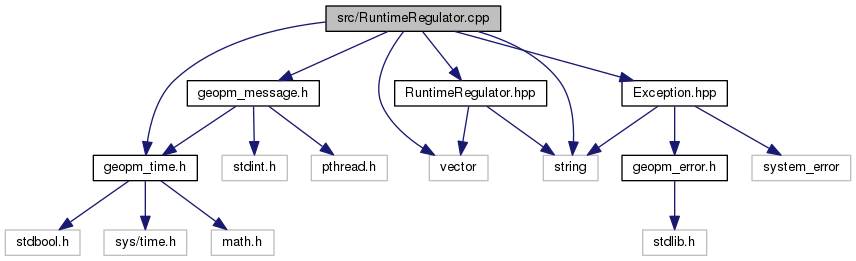 src/RuntimeRegulator.cpp
geopm_message.h
RuntimeRegulator.hpp
Exception.hpp
geopm_time.h
stdint.h
pthread.h
vector
string
geopm_error.h
system_error
stdbool.h
sys/time.h
math.h
stdlib.h